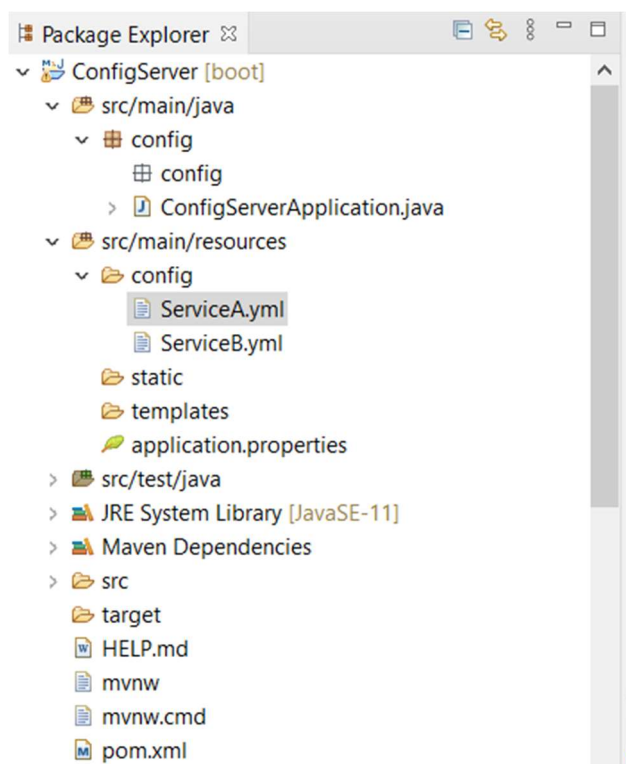 Package Explorer
ConfigServer [boot]
src/main/java
config
config
ConfigServerApplication.java
src/main/resources
config
ServiceA.yml
ServiceB.yml
static
templates
application.properties
src/test/java
JRE System Library [JavaSE-11]
Maven Dependencies
src
target
HELP.md
mvnw
mvnw.cmd
pom.xml